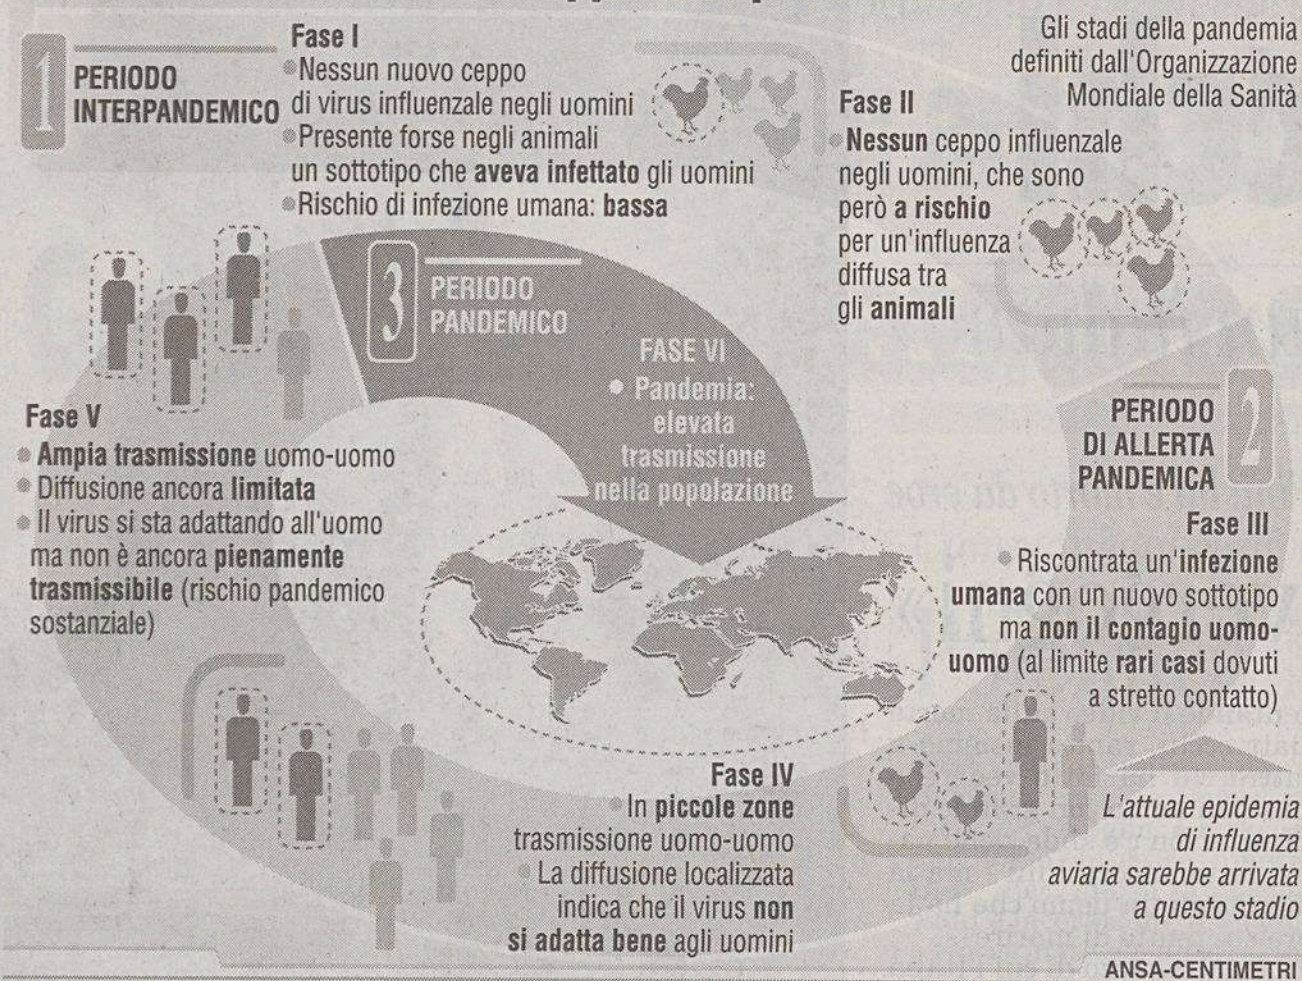 Gli stadi della pandemia
definiti dall'Organizzazione
Mondiale della Sanità
1
PERIODO
INTERPANDEMICO
Fase I
Nessun nuovo ceppo
di virus influenzale negli uomini
Presente forse negli animali
un sottotipo che aveva infettato gli uomini
Rischio di infezione umana: bassa
Fase II
Nessun ceppo influenzale
negli uomini, che sono
però a rischio
per un'influenza
diffusa tra
gli animali
2
PERIODO
DI ALLERTA
PANDEMICA
Fase III
Riscontrata un'infezione
umana con un nuovo sottotipo
ma non il contagio uomo-
uomo (al limite rari casi dovuti
a stretto contatto)
L'attuale epidemia
di influenza
aviaria sarebbe arrivata
a questo stadio
Fase IV
In piccole zone
trasmissione uomo-uomo
La diffusione localizzata
indica che il virus non
si adatta bene agli uomini
Fase V
Ampia trasmissione uomo-uomo
Diffusione ancora limitata
Il virus si sta adattando all'uomo
ma non è ancora pienamente
trasmissibile (rischio pandemico
sostanziale)
3
PERIODO
PANDEMICO
FASE VI
Pandemia:
elevata
trasmissione
nella popolazione
ANSA-CENTIMETRI